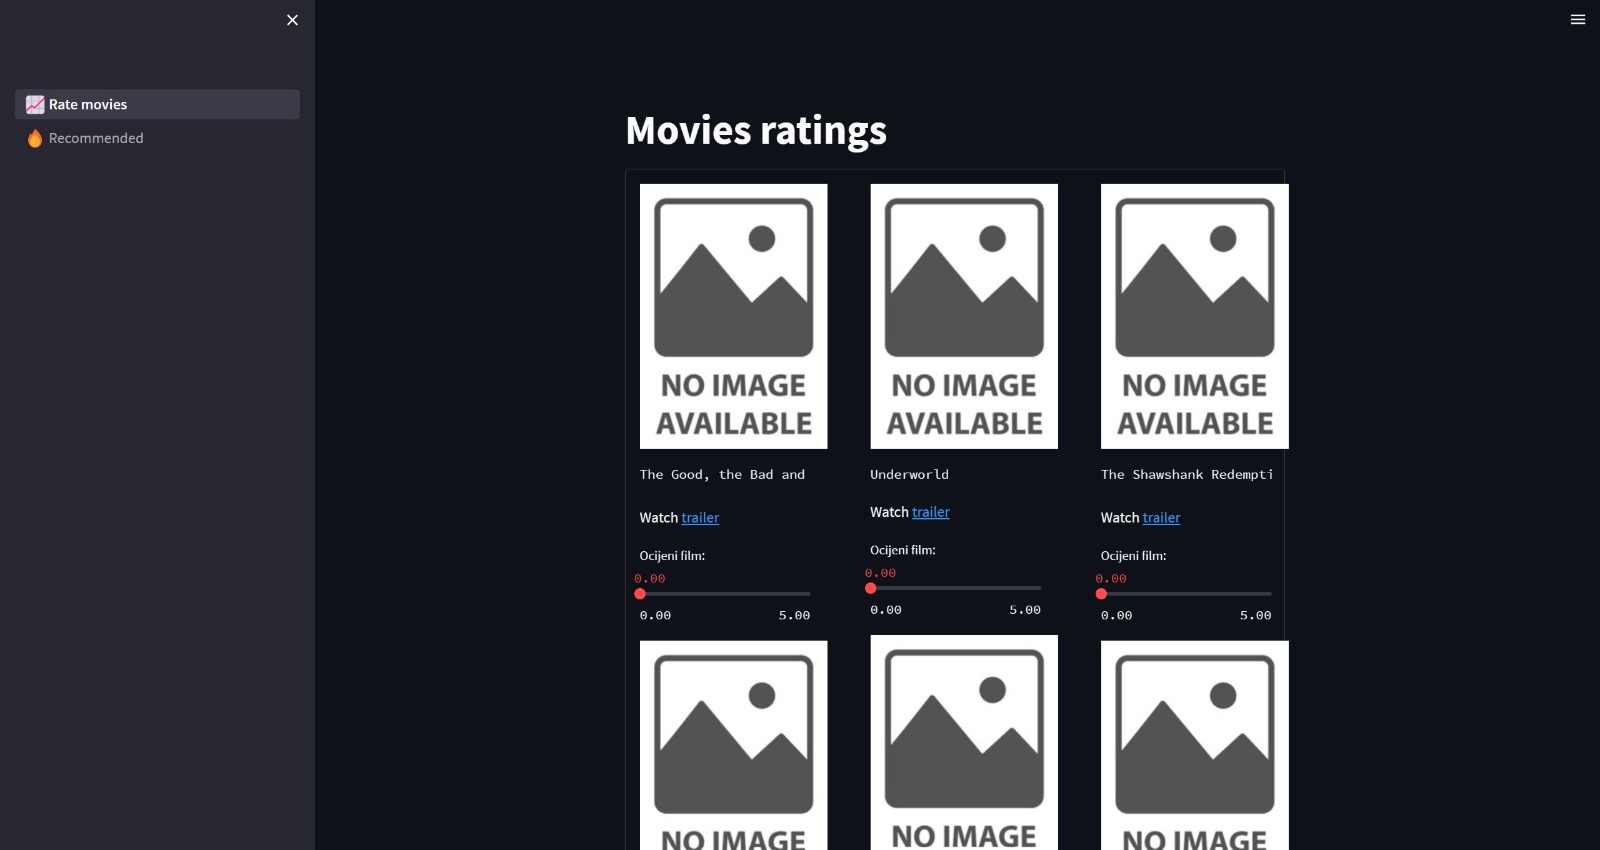 Rate movies
Recommended
Movies ratings
NO IMAGE
AVAILABLE
NO IMAGE
AVAILABLE
NO IMAGE
AVAILABLE
The Good, the Bad and
Underworld
The Shawshank Redempti
Watch trailer
Watch trailer
Watch trailer
Ocijeni film:
Ocijeni film:
Ocijeni film:
0.00
0.00
0.00
0.00 5.00
0.00 5.00
0.00 5.00
NO IMAGE
NO IMAGE
NO IMAGE